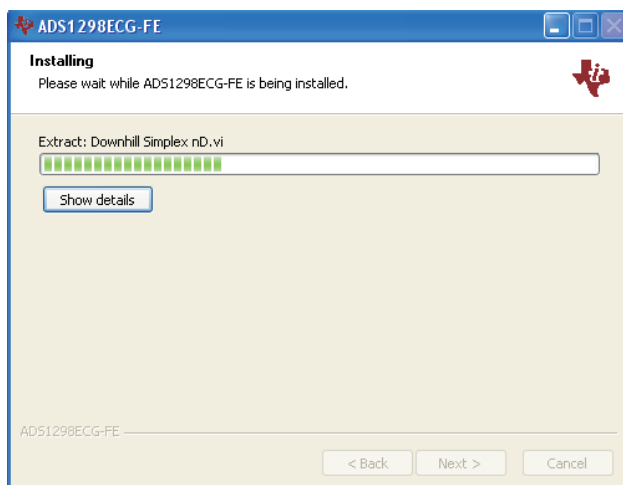 ADS1298ECG-FE
Installing
Please wait while ADS1298ECG-FE is being installed.
Extract: Downhill Simplex nD.vi
Show details
ADS1298ECG-FE
< Back Next > Cancel